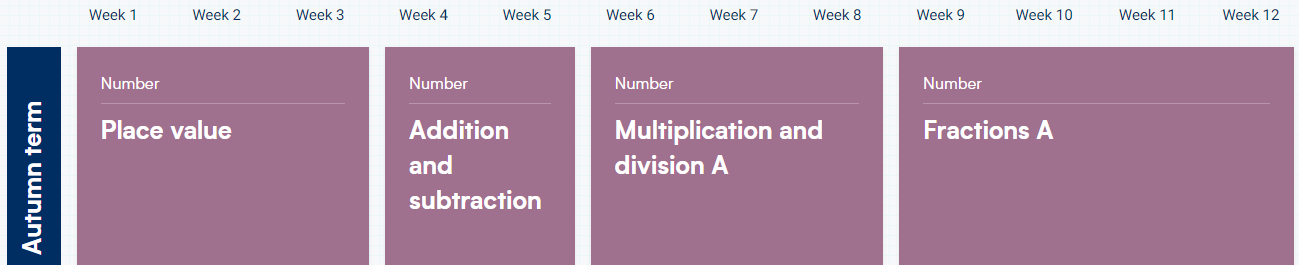 Week 1 Week 2 Week 3 Week 4 Week 5 Week 6 Week 7 Week 8 Week 9 Week 10 Week 11 Week 12
Autumn term
Number
Place value
Number
Addition
and
subtraction
Number
Multiplication and
division A
Number
Fractions A